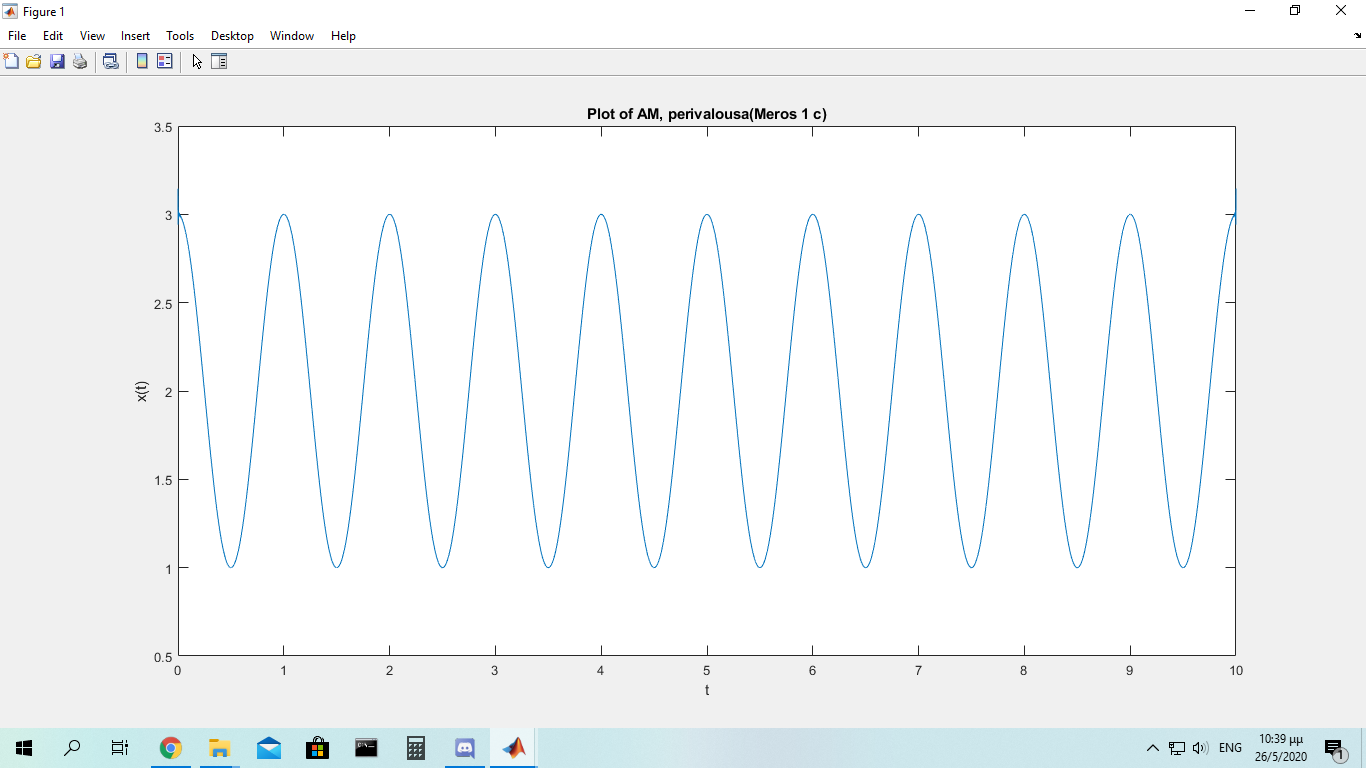 Figure 1
File Edit View Insert Tools Desktop Window Help
Plot of AM, perivalousa(Meros 1 c)
3.5
3
2.5
2
1.5
1
0.5
x(t)
0 1 2 3 4 5 6 7 8 9 10
t
ENG
10:39 μμ
26/5/2020
1